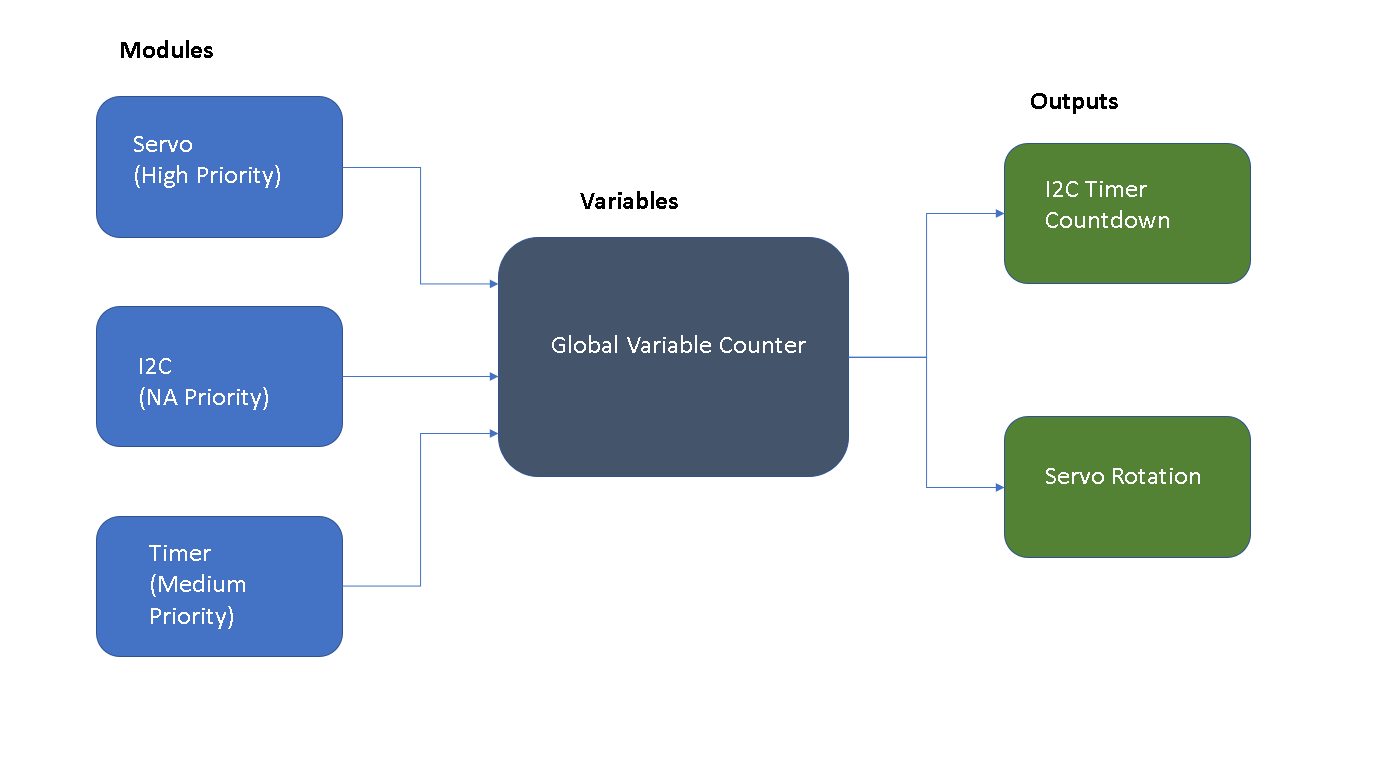 Modules
Servo
(High Priority)
I2C
(NA Priority)
Timer
(Medium
Priority)
Variables
Global Variable Counter
Outputs
I2C Timer
Countdown
Servo Rotation